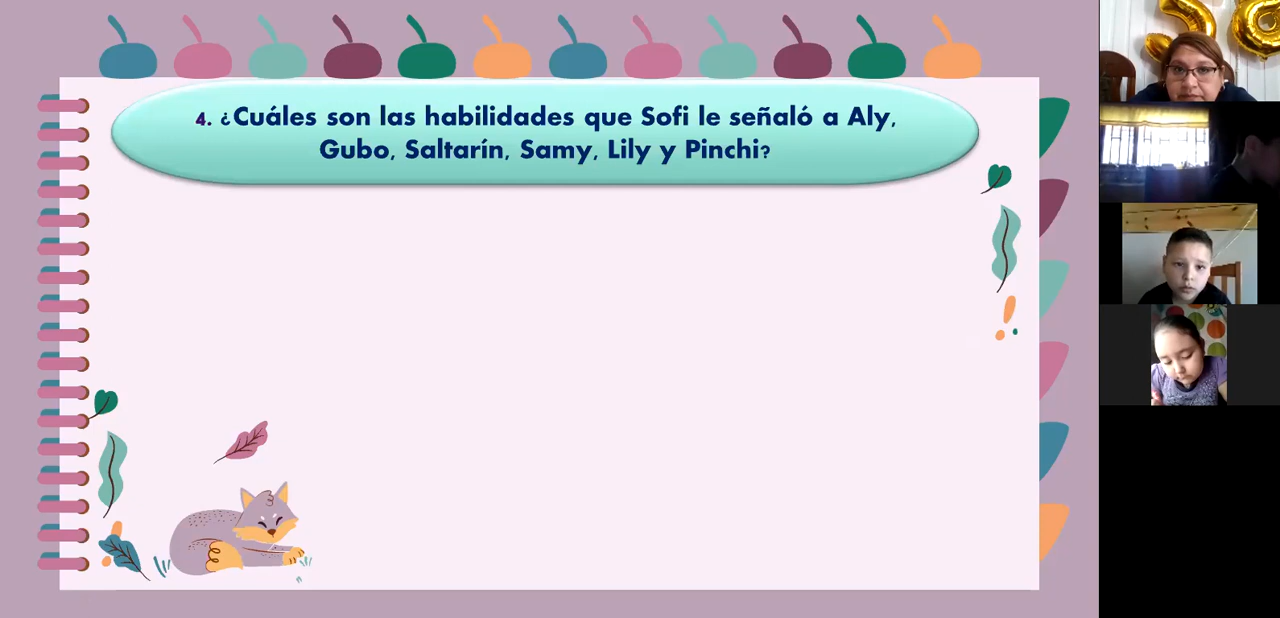 4. ¿Cuáles son las habilidades que Sofi le señaló a Aly,
Gubo, Saltarín, Samy, Lily y Pinchi?